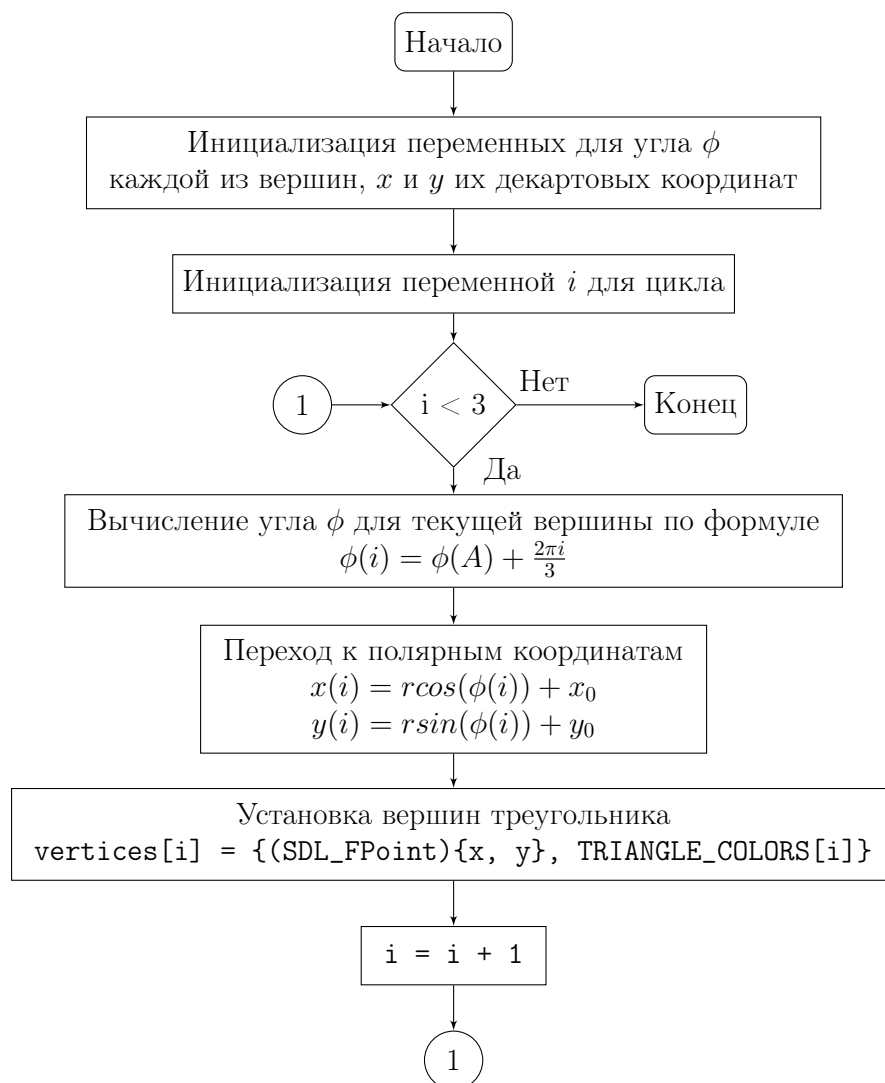 Начало
Инициализация переменных для угла ϕ
каждой из вершин, x и y их декартовых координат
Инициализация переменной i для цикла
1
i < 3
Нет
Конец
Да
Вычисление угла ϕ для текущей вершины по формуле
ϕ(i) = ϕ(A) + 2πi/3
Переход к полярным координатам
x(i) = rcos(ϕ(i)) + x₀
y(i) = rsin(ϕ(i)) + y₀
Установка вершин треугольника
vertices[i] = {(SDL_FPoint){x, y}, TRIANGLE_COLORS[i]}
i = i + 1
1